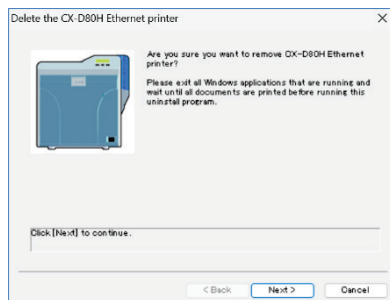 Delete the CX-D80H Ethernet printer
Are you sure you want to remove CX-D80H Ethernet
printer?
Please exit all Windows applications that are running and
wait until all documents are printed before running this
uninstall program.
Click [Next] to continue.
< Back
Next >
Cancel